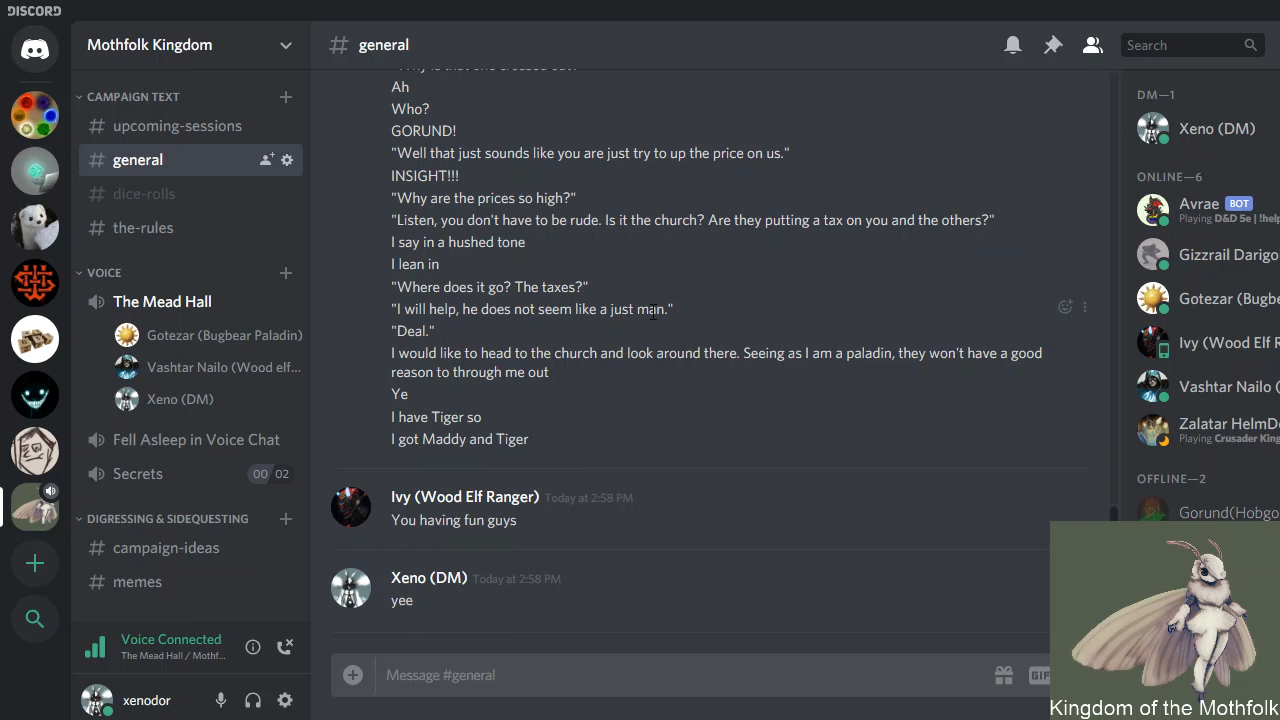 DISCORD
Mothfolk Kingdom
CAMPAIGN TEXT
upcoming-sessions
general
dice-rolls
the-rules
VOICE
The Mead Hall
Gotezar (Bugbear Paladin)
Vashtar Nailo (Wood elf...
Xeno (DM)
Fell Asleep in Voice Chat
Secrets 00 02
DIGRESSING & SIDEQUESTING
campaign-ideas
memes
Voice Connected
The Mead Hall / Mothf...
xenodor
# general
Search
Ah
Who?
GORUND!
"Well that just sounds like you are just try to up the price on us."
INSIGHT!!!
"Why are the prices so high?"
"Listen, you don't have to be rude. Is it the church? Are they putting a tax on you and the others?"
I say in a hushed tone
I lean in
"Where does it go? The taxes?"
"I will help, he does not seem like a just man."
"Deal."
I would like to head to the church and look around there. Seeing as I am a paladin, they won't have a good
reason to through me out
Ye
I have Tiger so
I got Maddy and Tiger
Ivy (Wood Elf Ranger) Today at 2:58 PM
You having fun guys
Xeno (DM) Today at 2:58 PM
yee
Message #general
GIF
DM—1
Xeno (DM)
ONLINE—6
Avrae BOT
Playing D&D 5e | !help
Gizzrail Darigo
Gotezar (Bugbe
Ivy (Wood Elf R
Vashtar Nailo (
Zalatar HelmDe
Playing Crusader King
OFFLINE—2
Gorund(Hobgo
Kingdom of the Mothfolk